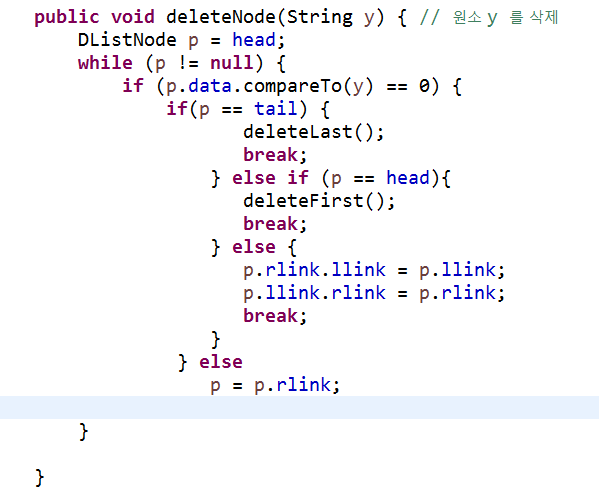 public void deleteNode(String y) { // 원소 y 를 삭제
DListNode p = head;
while (p != null) {
if (p.data.compareTo(y) == 0) {
if(p == tail) {
deleteLast();
break;
} else if (p == head){
deleteFirst();
break;
} else {
p.rlink.llink = p.llink;
p.llink.rlink = p.rlink;
break;
}
} else
p = p.rlink;
}
}